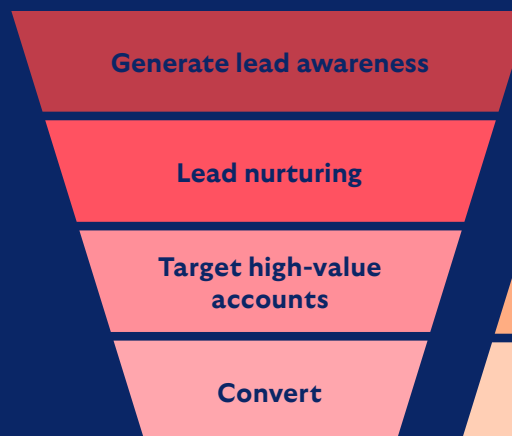 Generate lead awareness
Lead nurturing
Target high-value
accounts
Convert